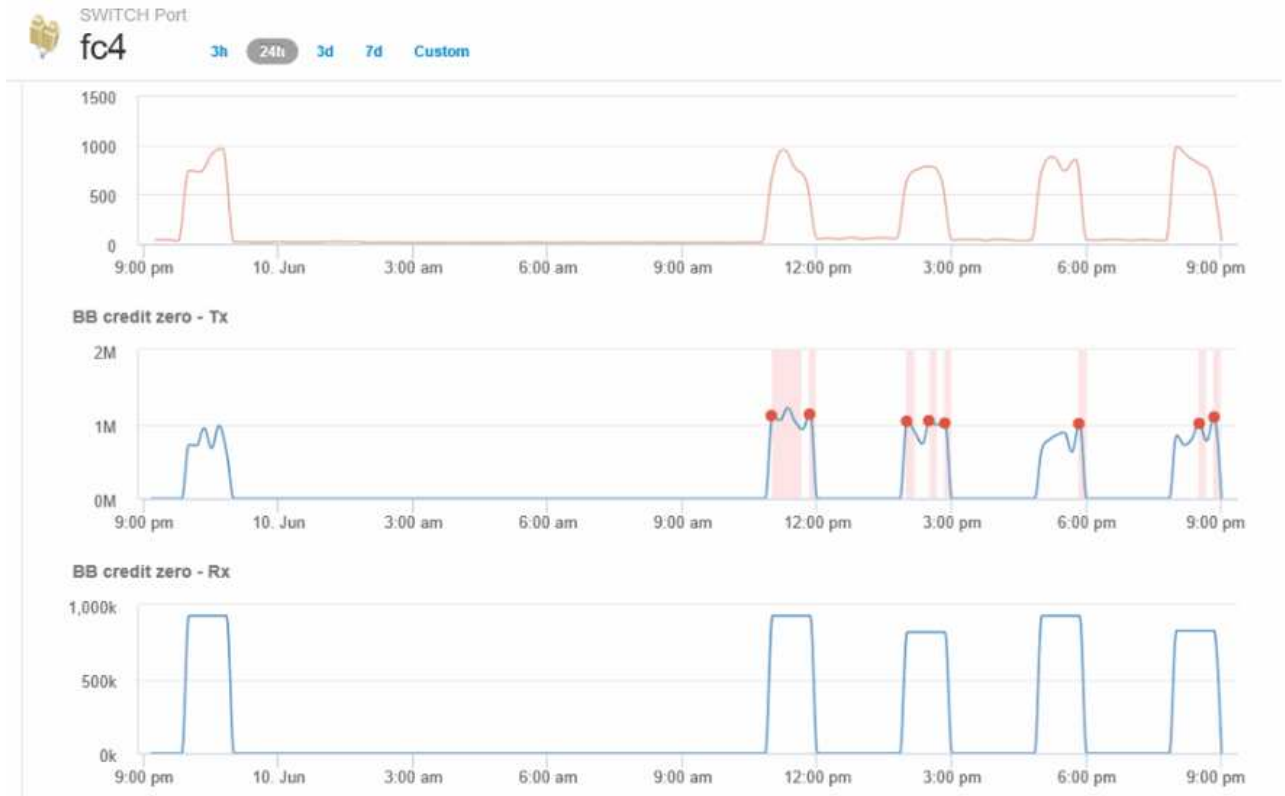 SWITCH Port
fc4
3h 24h 3d 7d Custom
1500
1000
500
0
9:00 pm 10. Jun 3:00 am 6:00 am 9:00 am 12:00 pm 3:00 pm 6:00 pm 9:00 pm
BB credit zero - Tx
2M
1M
0M
9:00 pm 10. Jun 3:00 am 6:00 am 9:00 am 12:00 pm 3:00 pm 6:00 pm 9:00 pm
BB credit zero - Rx
1,000k
500k
0k
9:00 pm 10. Jun 3:00 am 6:00 am 9:00 am 12:00 pm 3:00 pm 6:00 pm 9:00 pm